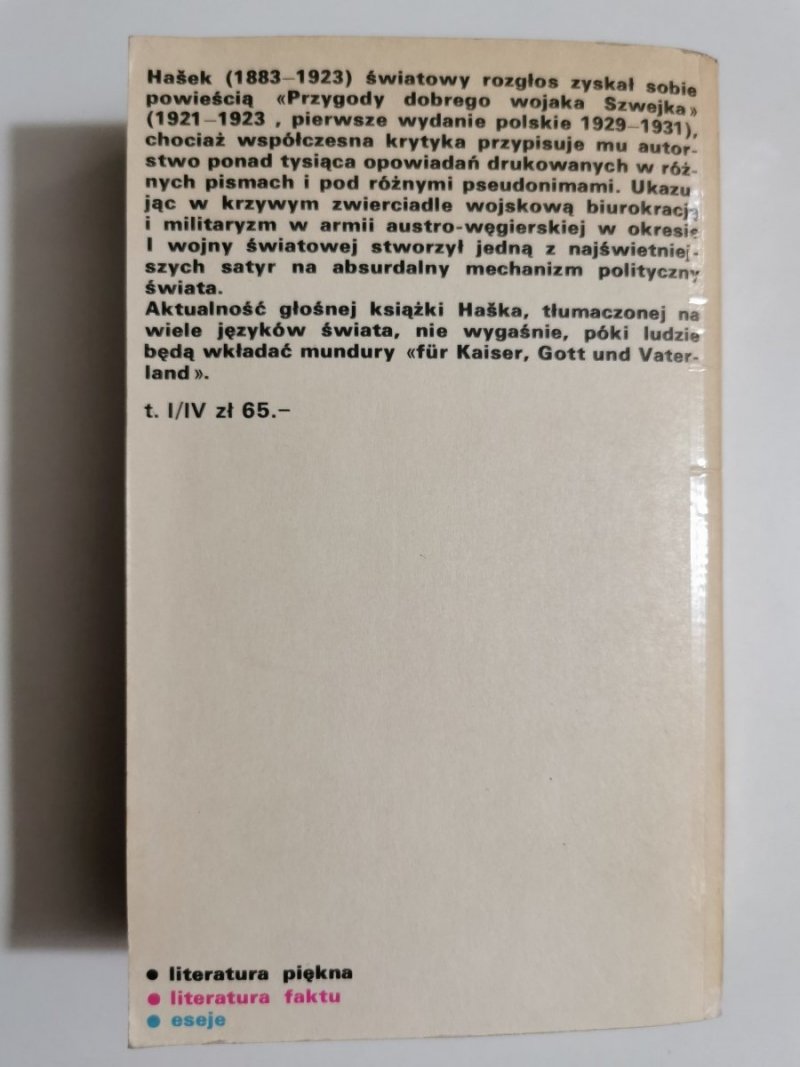 Hašek (1883–1923) światowy rozgłos zyskał sobie
powieścią «Przygody dobrego wojaka Szwejka»
(1921–1923 , pierwsze wydanie polskie 1929–1931),
chociaż współczesna krytyka przypisuje mu autor-
stwo ponad tysiąca opowiadań drukowanych w róż-
nych pismach i pod różnymi pseudonimami. Ukazu
jąc w krzywym zwierciadle wojskową biurokrację
i militaryzm w armii austro-węgierskiej w okresie
I wojny światowej stworzył jedną z najświetniej-
szych satyr na absurdalny mechanizm polityczny
świata.
Aktualność głośnej książki Haška, tłumaczonej na
wiele języków świata, nie wygaśnie, póki ludzie
będą wkładać mundury «für Kaiser, Gott und Vater-
land».
t. I/IV zł 65.–
• literatura piękna
• literatura faktu
• eseje